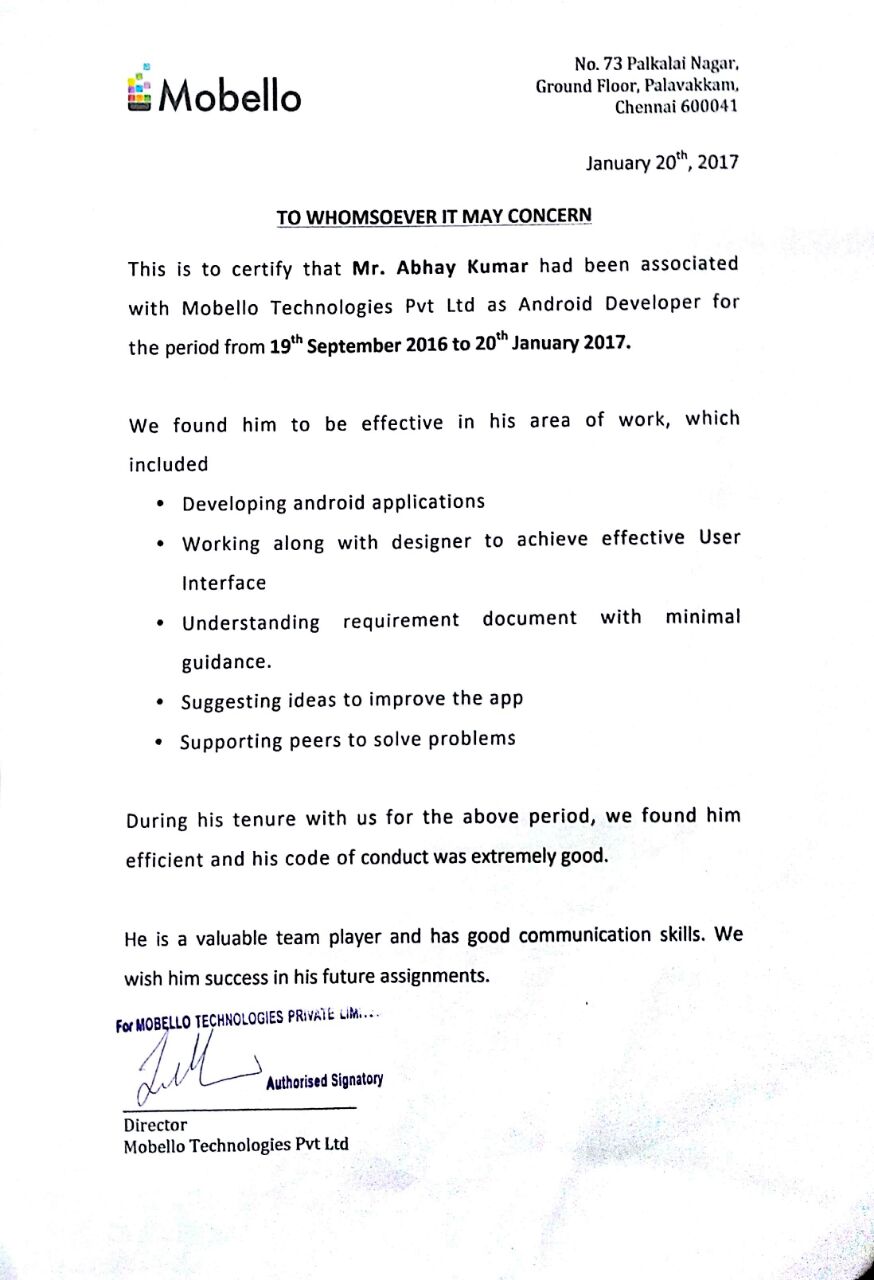 Mobello
No. 73 Palkalai Nagar,
Ground Floor, Palavakkam,
Chennai 600041
January 20th, 2017
TO WHOMSOEVER IT MAY CONCERN
This is to certify that Mr. Abhay Kumar had been associated
with Mobello Technologies Pvt Ltd as Android Developer for
the period from 19th September 2016 to 20th January 2017.
We found him to be effective in his area of work, which
included
• Developing android applications
• Working along with designer to achieve effective User
Interface
• Understanding requirement document with minimal
guidance.
• Suggesting ideas to improve the app
• Supporting peers to solve problems
During his tenure with us for the above period, we found him
efficient and his code of conduct was extremely good.
He is a valuable team player and has good communication skills. We
wish him success in his future assignments.
For MOBELLO TECHNOLOGIES PRIVATE LIM....
Authorised Signatory
Director
Mobello Technologies Pvt Ltd